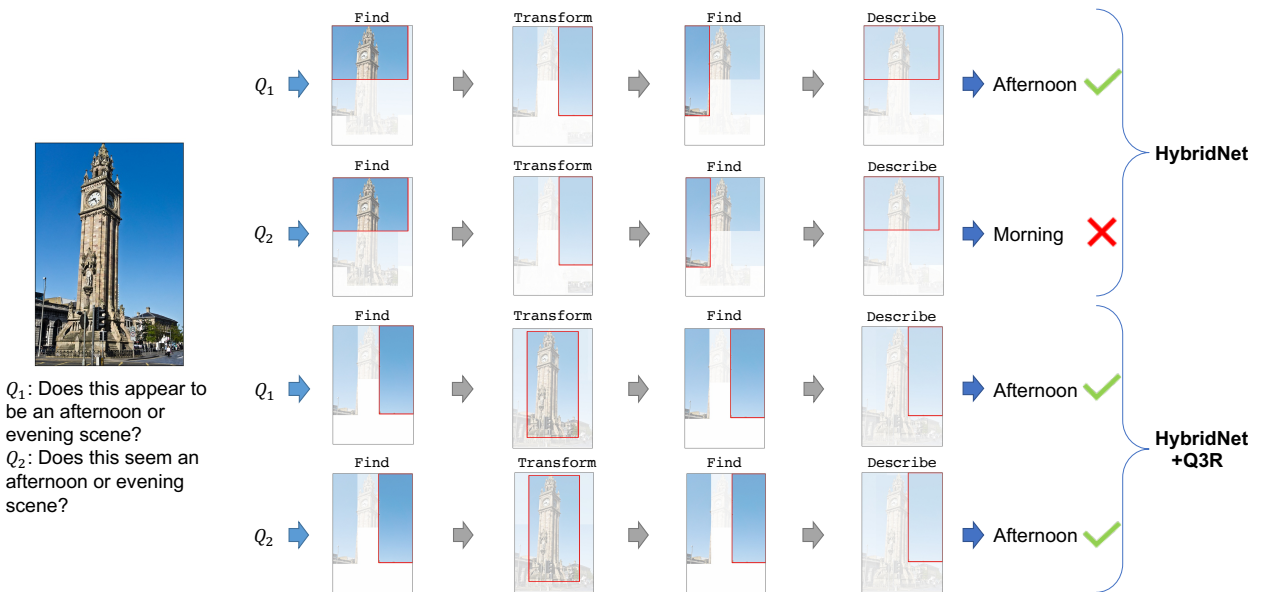 Find Transform Find Describe
Q₁ Afternoon
HybridNet
Find Transform Find Describe
Q₂ Morning
Find Transform Find Describe
Q₁ Afternoon
HybridNet
+Q3R
Find Transform Find Describe
Q₂ Afternoon
Q₁: Does this appear to
be an afternoon or
evening scene?
Q₂: Does this seem an
afternoon or evening
scene?